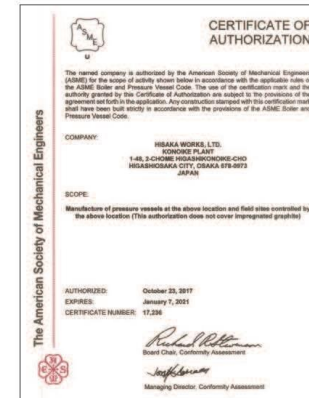 CERTIFICATE OF
AUTHORIZATION
ASME
U
The named company is authorized by the American Society of Mechanical Engineers
(ASME) for the scope of activity shown below in accordance with the applicable rules of
the ASME Boiler and Pressure Vessel Code. The use of the certification mark and the
authority granted by this Certificate of Authorization are subject to the provisions of the
agreement set forth in the application. Any construction stamped with this certification mark
shall have been built strictly in accordance with the provisions of the ASME Boiler and
Pressure Vessel Code.
COMPANY:
HISAKA WORKS, LTD.
KONOIKE PLANT
1-48, 2-CHOME HIGASHIKONOIKE-CHO
HIGASHIOSAKA CITY, OSAKA 578-0973
JAPAN
SCOPE:
Manufacture of pressure vessels at the above location and field sites controlled by
the above location (This authorization does not cover impregnated graphite)
AUTHORIZED: October 23, 2017
EXPIRES: January 7, 2021
CERTIFICATE NUMBER: 17,236
Board Chair, Conformity Assessment
Managing Director, Conformity Assessment
The American Society of Mechanical Engineers